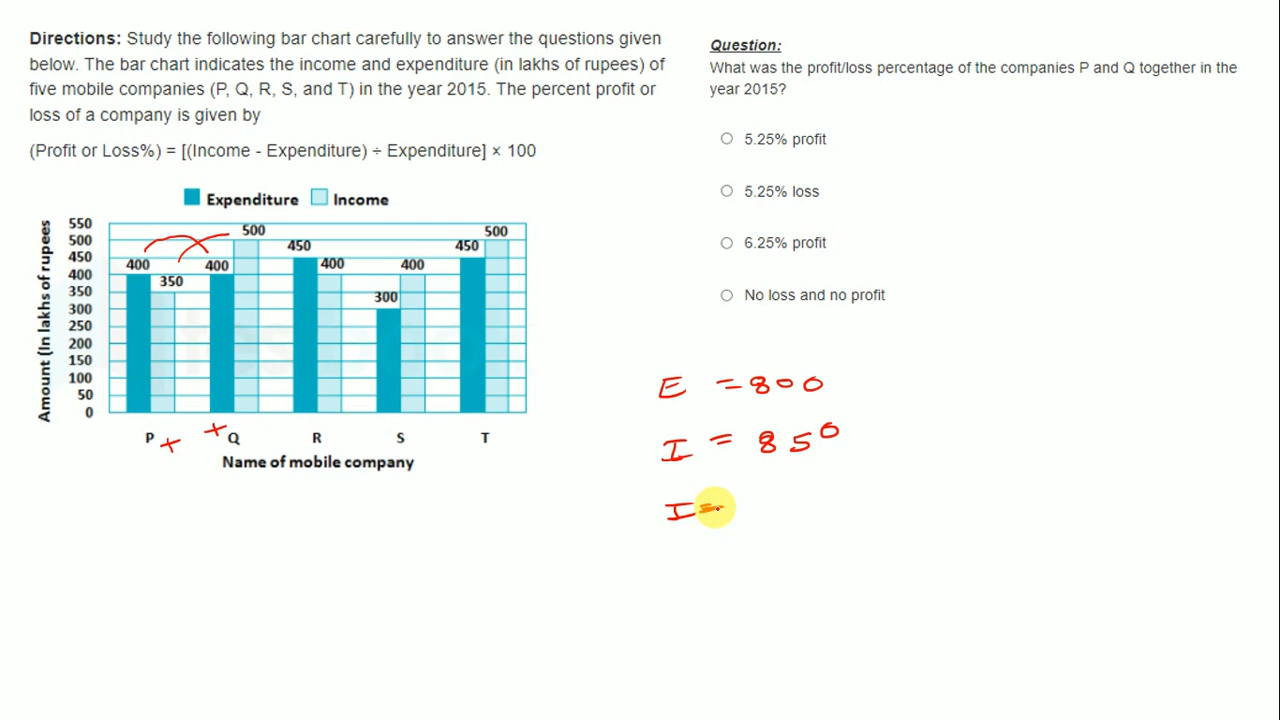 Directions: Study the following bar chart carefully to answer the questions given
below. The bar chart indicates the income and expenditure (in lakhs of rupees) of
five mobile companies (P, Q, R, S, and T) in the year 2015. The percent profit or
loss of a company is given by
(Profit or Loss%) = [(Income - Expenditure) ÷ Expenditure] × 100
Expenditure Income
Amount (In lakhs of rupees
550
500
450
400
350
300
250
200
150
100
50
0
400 350 400 500 450 400 300 400 450 500
P + + Q R S T
Name of mobile company
Question:
What was the profit/loss percentage of the companies P and Q together in the
year 2015?
5.25% profit
5.25% loss
6.25% profit
No loss and no profit
E = 800
I = 850
I =